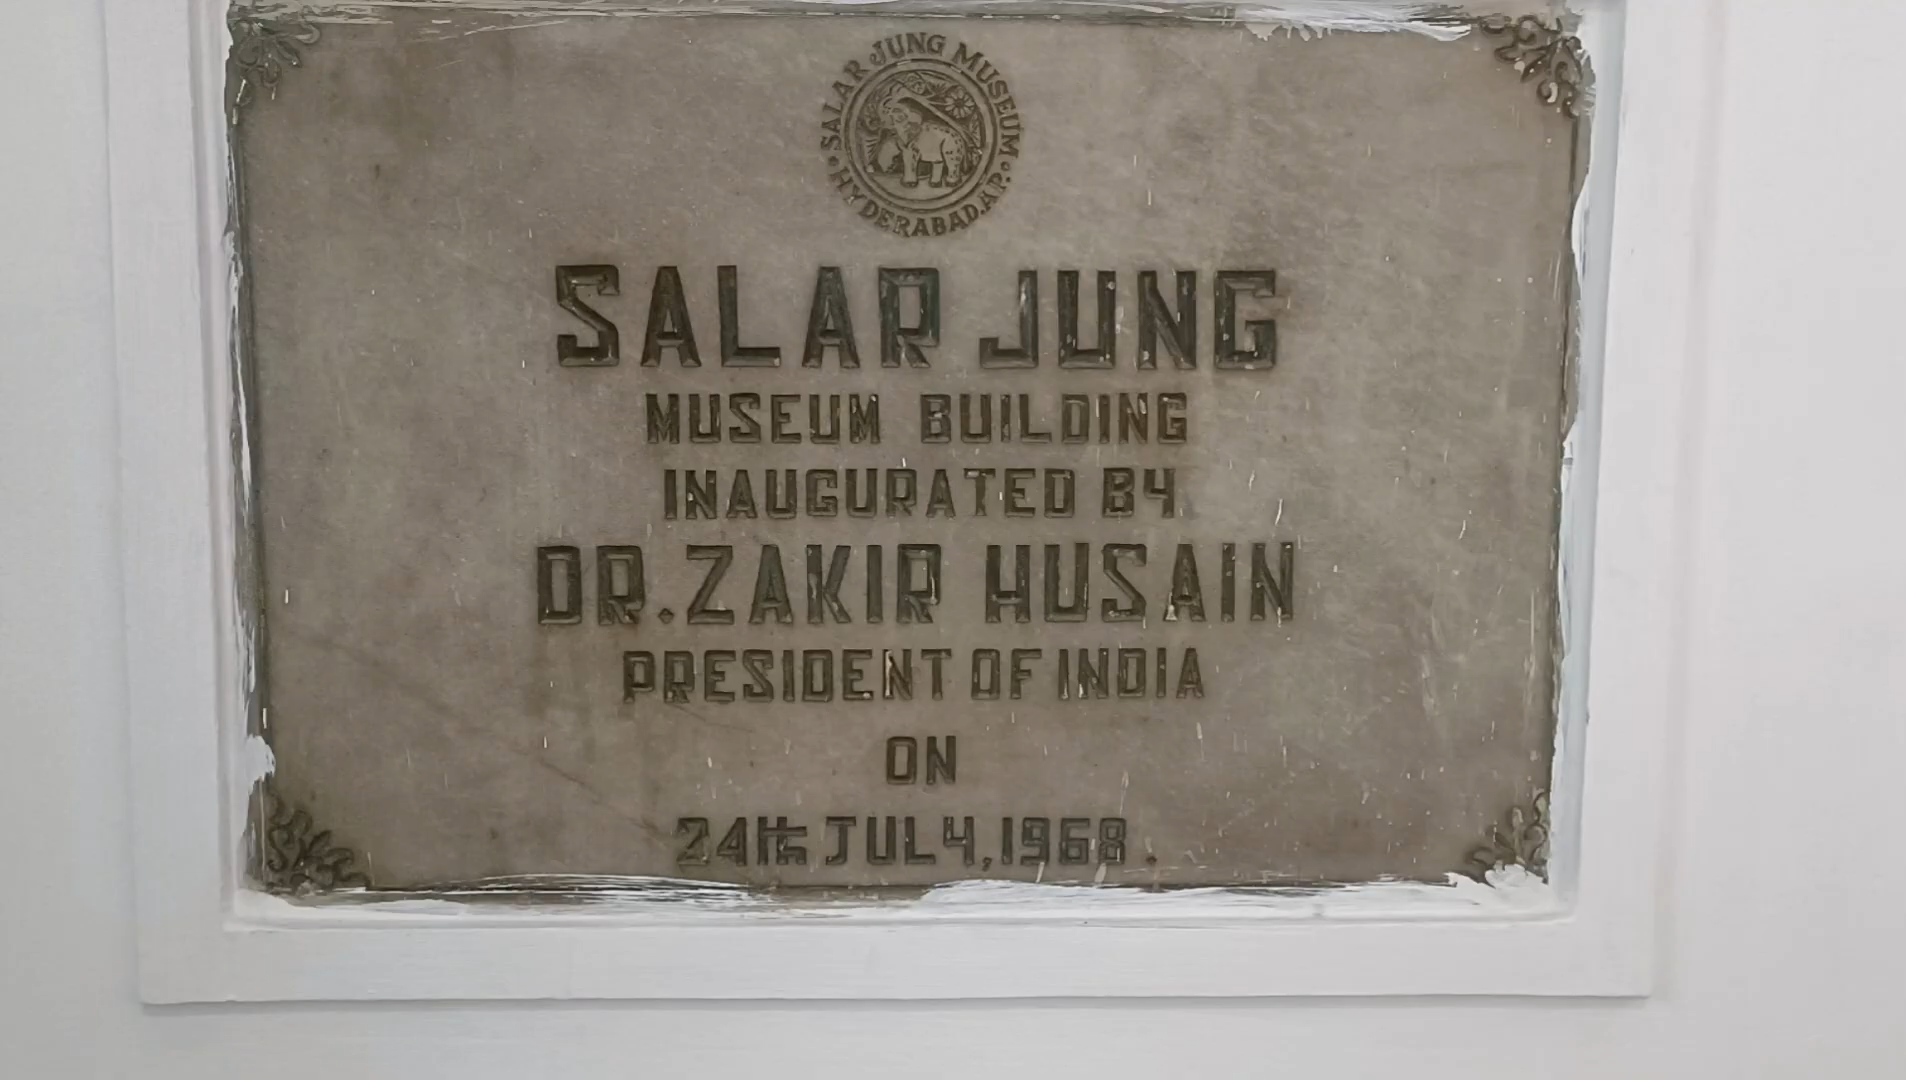 SALAR JUNG MUSEUM
HYDERABAD.A.P.
SALAR JUNG
MUSEUM BUILDING
INAUGURATED BY
DR. ZAKIR HUSAIN
PRESIDENT OF INDIA
ON
24th JULY, 1968.